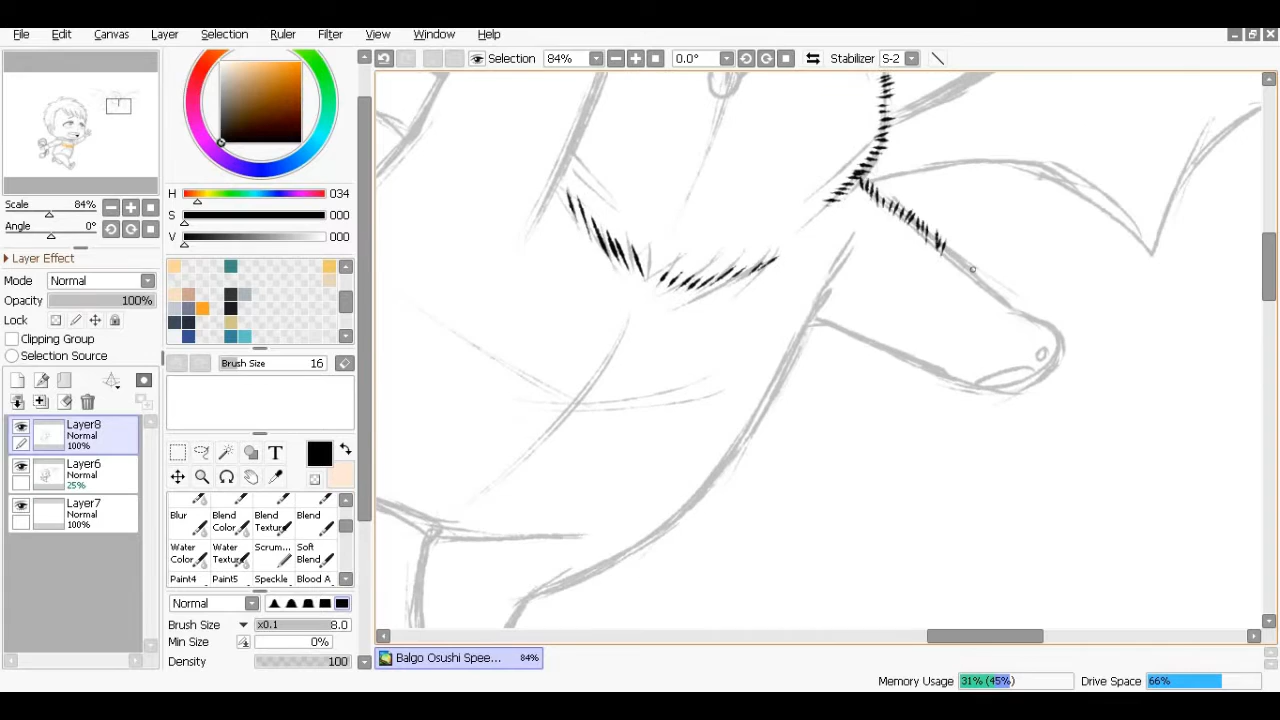 File Edit Canvas Layer Selection Ruler Filter View Window Help
Selection 84% 0.0° Stabilizer S-2
H 034
S 000
V 000
Scale 84%
Angle 0°
Layer Effect
Mode Normal
Opacity 100%
Lock
Clipping Group
Selection Source
Layer8
Normal
100%
Layer6
Normal
25%
Layer7
Normal
100%
Brush Size 16
T
Blur Blend Color Blend Textur Blend
Water Color Water Textur Scrum... Soft Blend
Paint4 Paint5 Speckle Blood A
Normal
Brush Size x0.1 8.0
Min Size 0%
Density 100
Balgo Osushi Spee... 84%
Memory Usage 31% (45%) Drive Space 66%